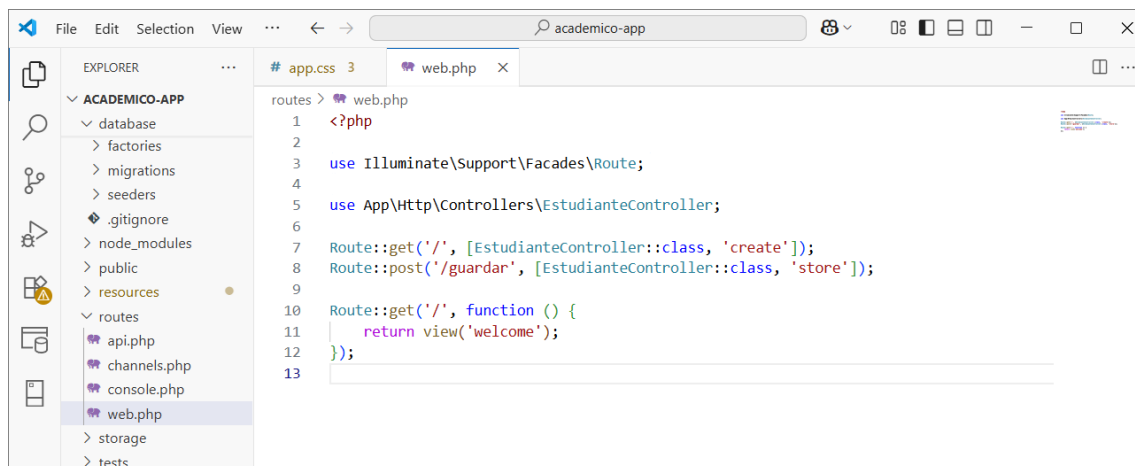 File Edit Selection View ... academico-app
EXPLORER ...
ACADEMICO-APP
database
factories
migrations
seeders
.gitignore
node_modules
public
resources
routes
api.php
channels.php
console.php
web.php
storage
tests
# app.css 3 web.php
routes > web.php
1 <?php
2
3 use Illuminate\Support\Facades\Route;
4
5 use App\Http\Controllers\EstudianteController;
6
7 Route::get('/', [EstudianteController::class, 'create']);
8 Route::post('/guardar', [EstudianteController::class, 'store']);
9
10 Route::get('/', function () {
11 return view('welcome');
12 });
13